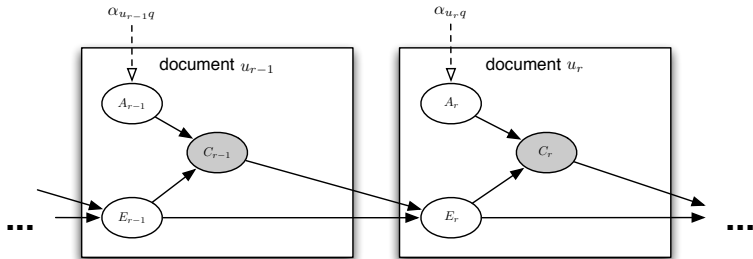 α_{u_{r−1}q} α_{u_r q}
document u_{r−1} document u_r
A_{r−1} A_r
C_{r−1} C_r
... E_{r−1} E_r ...